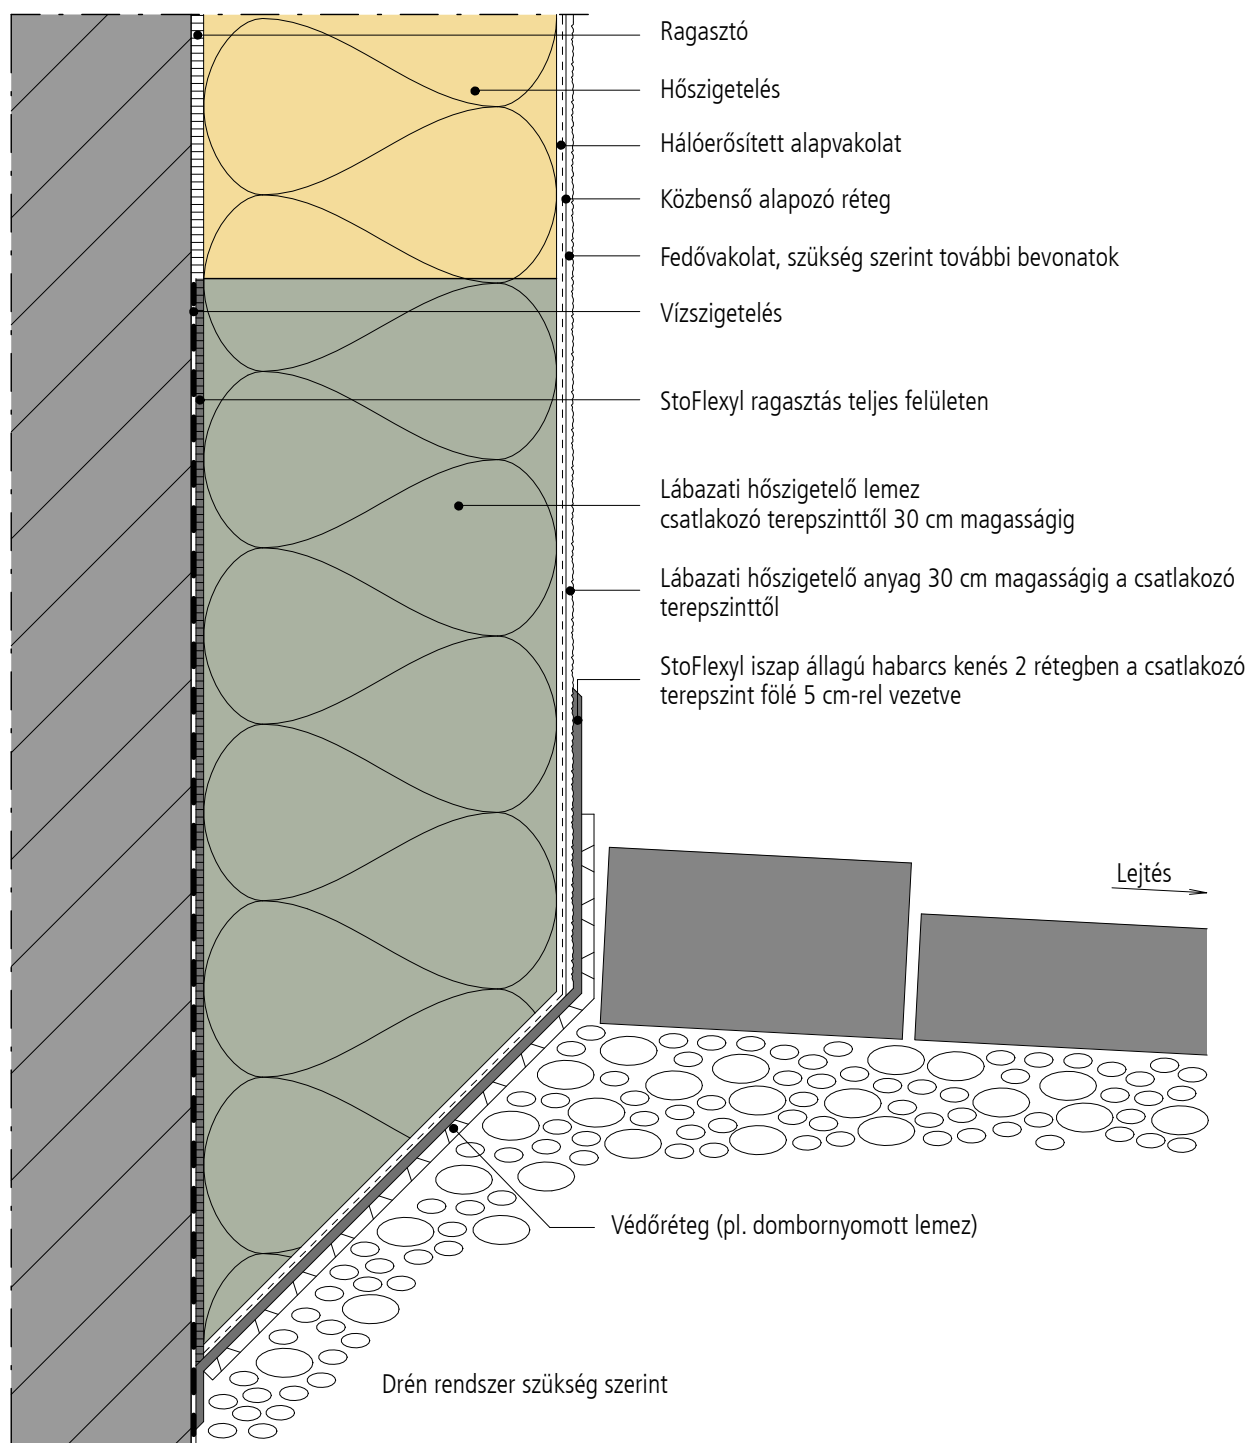 Ragasztó
Hőszigetelés
Hálóerősített alapvakolat
Közbenső alapozó réteg
Fedővakolat, szükség szerint további bevonatok
Vízszigetelés
StoFlexyl ragasztás teljes felületen
Lábazati hőszigetelő lemez
csatlakozó terepszinttől 30 cm magasságig
Lábazati hőszigetelő anyag 30 cm magasságig a csatlakozó
terepszinttől
StoFlexyl iszap állagú habarcs kenés 2 rétegben a csatlakozó
terepszint fölé 5 cm-rel vezetve
Lejtés
Védőréteg (pl. dombornyomott lemez)
Drén rendszer szükség szerint